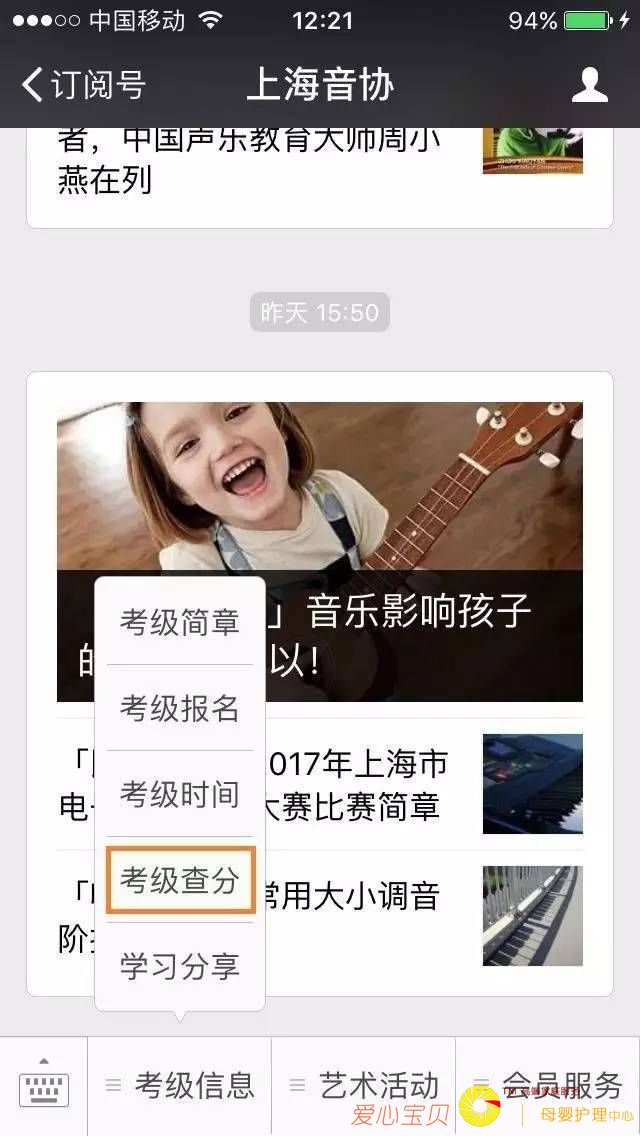 中国移动 12:21 94%
订阅号 上海音协
者，中国声乐教育大师周小
燕在列
昨天 15:50
」音乐影响孩子
的
以！
2017年上海市
电
大赛比赛简章
常用大小调音
阶
考级简章
考级报名
考级时间
考级查分
学习分享
考级信息 艺术活动 会员服务
爱心宝贝 母婴护理中心